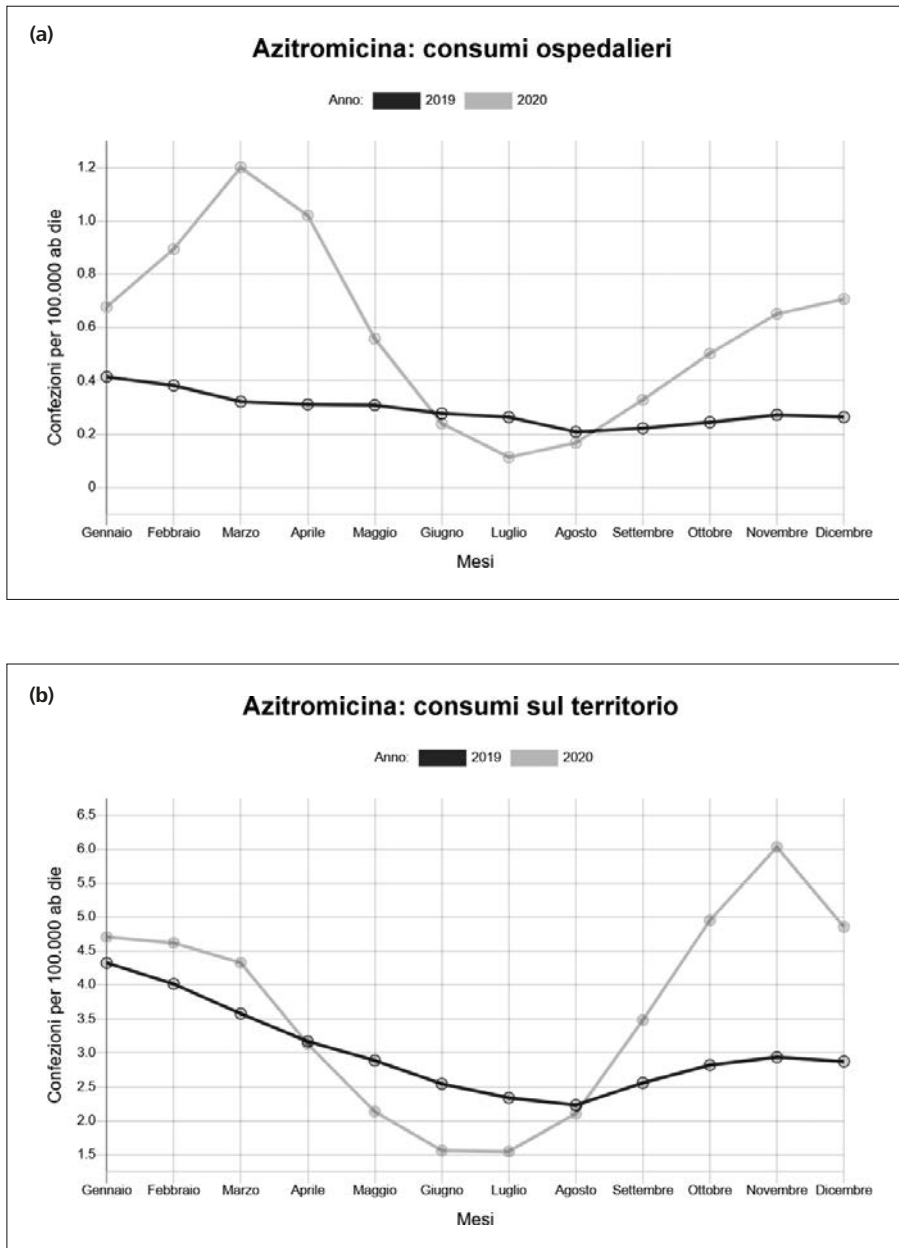 (a)
Azitromicina: consumi ospedalieri
Anno: 2019 2020
Confezioni per 100.000 ab die
1.2
1.0
0.8
0.6
0.4
0.2
0
Gennaio Febbraio Marzo Aprile Maggio Giugno Luglio Agosto Settembre Ottobre Novembre Dicembre
Mesi
(b)
Azitromicina: consumi sul territorio
Anno: 2019 2020
Confezioni per 100.000 ab die
6.5
6.0
5.5
5.0
4.5
4.0
3.5
3.0
2.5
2.0
1.5
Gennaio Febbraio Marzo Aprile Maggio Giugno Luglio Agosto Settembre Ottobre Novembre Dicembre
Mesi